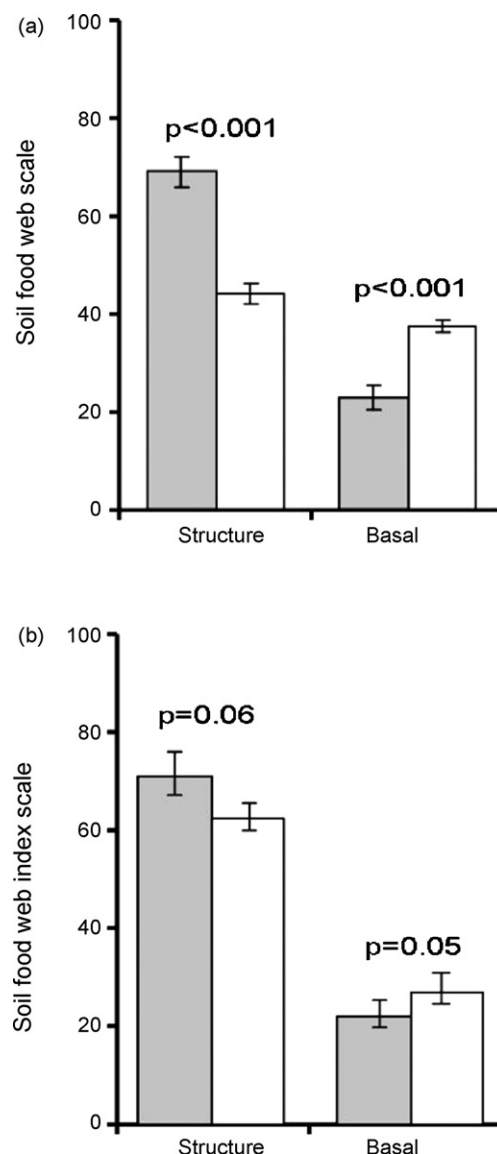 (a)
100
80
60
40
20
0
Soil food web scale
p<0.001
p<0.001
Structure Basal
(b)
100
80
60
40
20
0
Soil food web index scale
p=0.06
p=0.05
Structure Basal